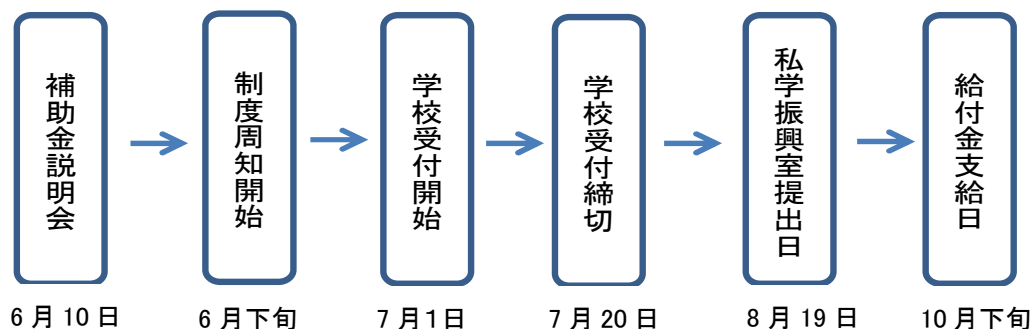 補助金説明会
制度周知開始
学校受付開始
学校受付締切
私学振興室提出日
給付金支給日
6月10日
6月下旬
7月1日
7月20日
8月19日
10月下旬